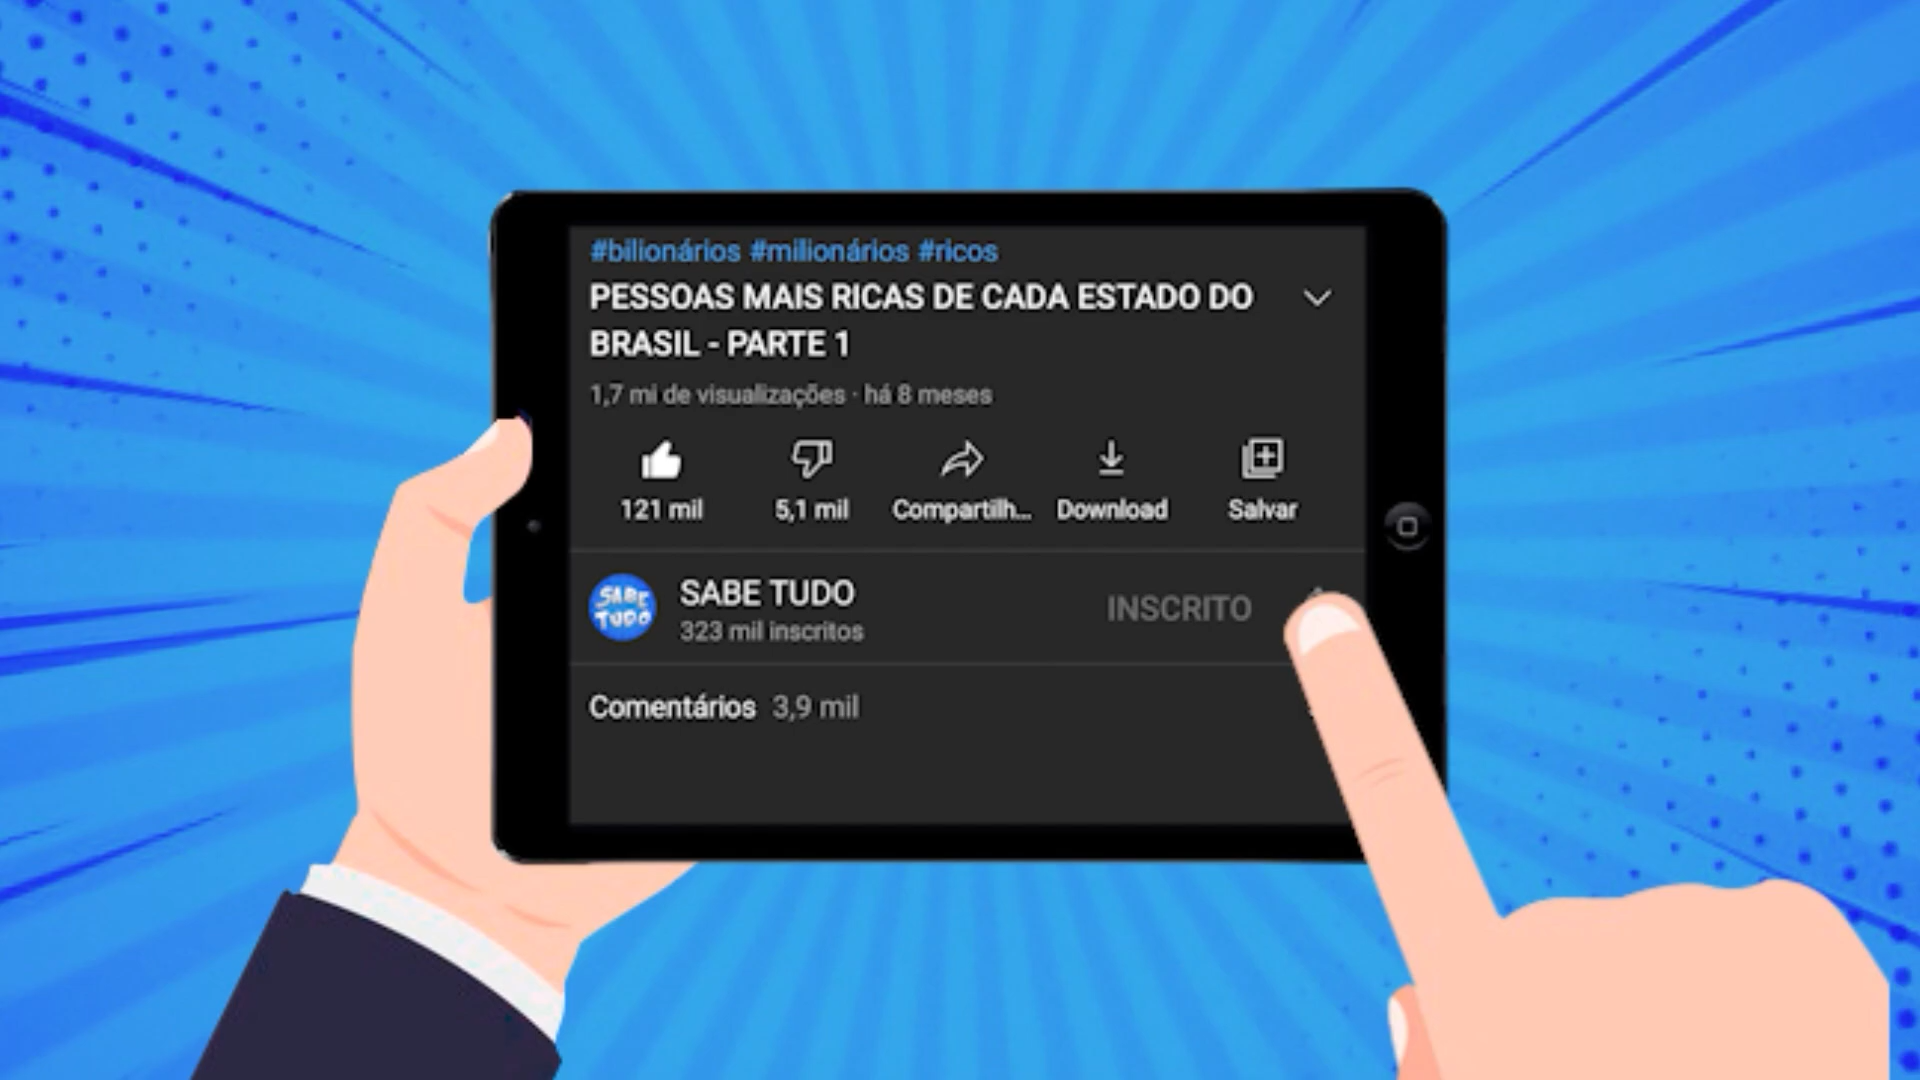 #bilionários #milionários #ricos
PESSOAS MAIS RICAS DE CADA ESTADO DO
BRASIL - PARTE 1
1,7 mi de visualizações · há 8 meses
121 mil 5,1 mil Compartilh... Download Salvar
SABE TUDO
SABE TUDO INSCRITO
323 mil inscritos
Comentários 3,9 mil